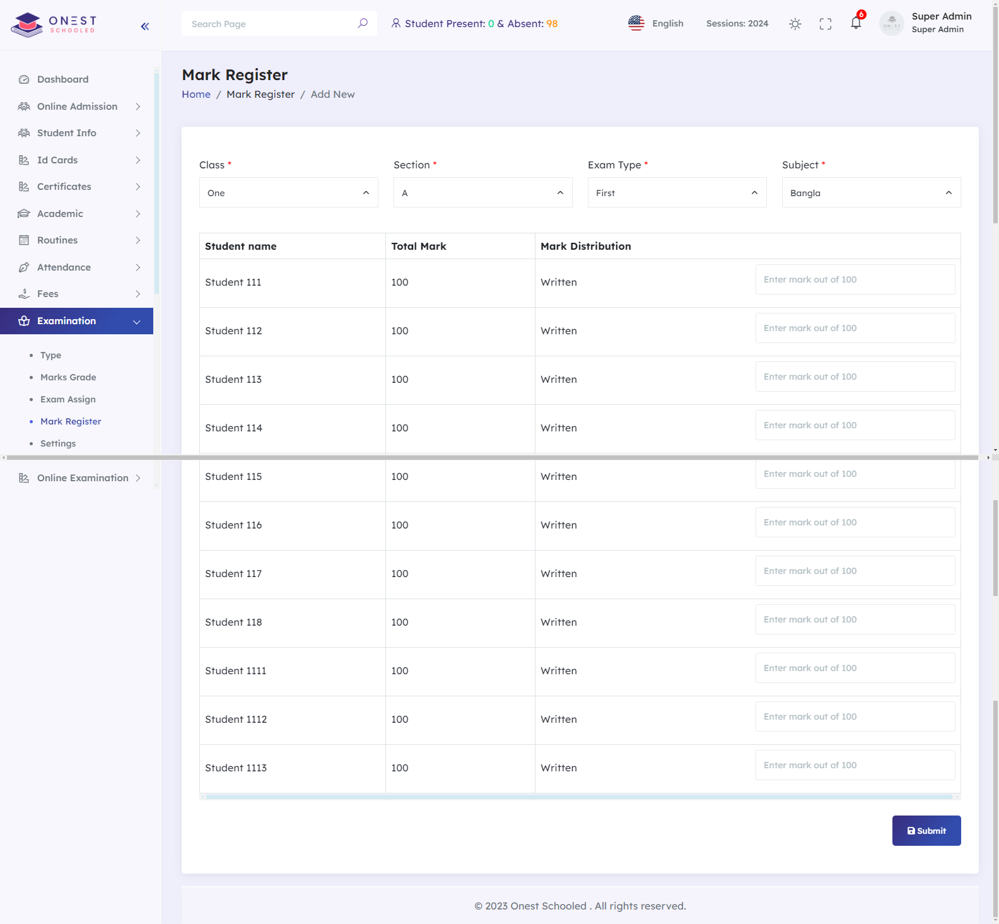 ONEST
SCHOOLED
Search Page
Student Present: 0 & Absent: 98
English
Sessions: 2024
6
Super Admin
Super Admin
Dashboard
Online Admission
Student Info
Id Cards
Certificates
Academic
Routines
Attendance
Fees
Examination
Type
Marks Grade
Exam Assign
Mark Register
Settings
Online Examination
Mark Register
Home / Mark Register / Add New
Class * Section * Exam Type * Subject *
One A First Bangla
Student name Total Mark Mark Distribution
Student 111 100 Written Enter mark out of 100
Student 112 100 Written Enter mark out of 100
Student 113 100 Written Enter mark out of 100
Student 114 100 Written Enter mark out of 100
Student 115 100 Written Enter mark out of 100
Student 116 100 Written Enter mark out of 100
Student 117 100 Written Enter mark out of 100
Student 118 100 Written Enter mark out of 100
Student 1111 100 Written Enter mark out of 100
Student 1112 100 Written Enter mark out of 100
Student 1113 100 Written Enter mark out of 100
Submit
© 2023 Onest Schooled . All rights reserved.